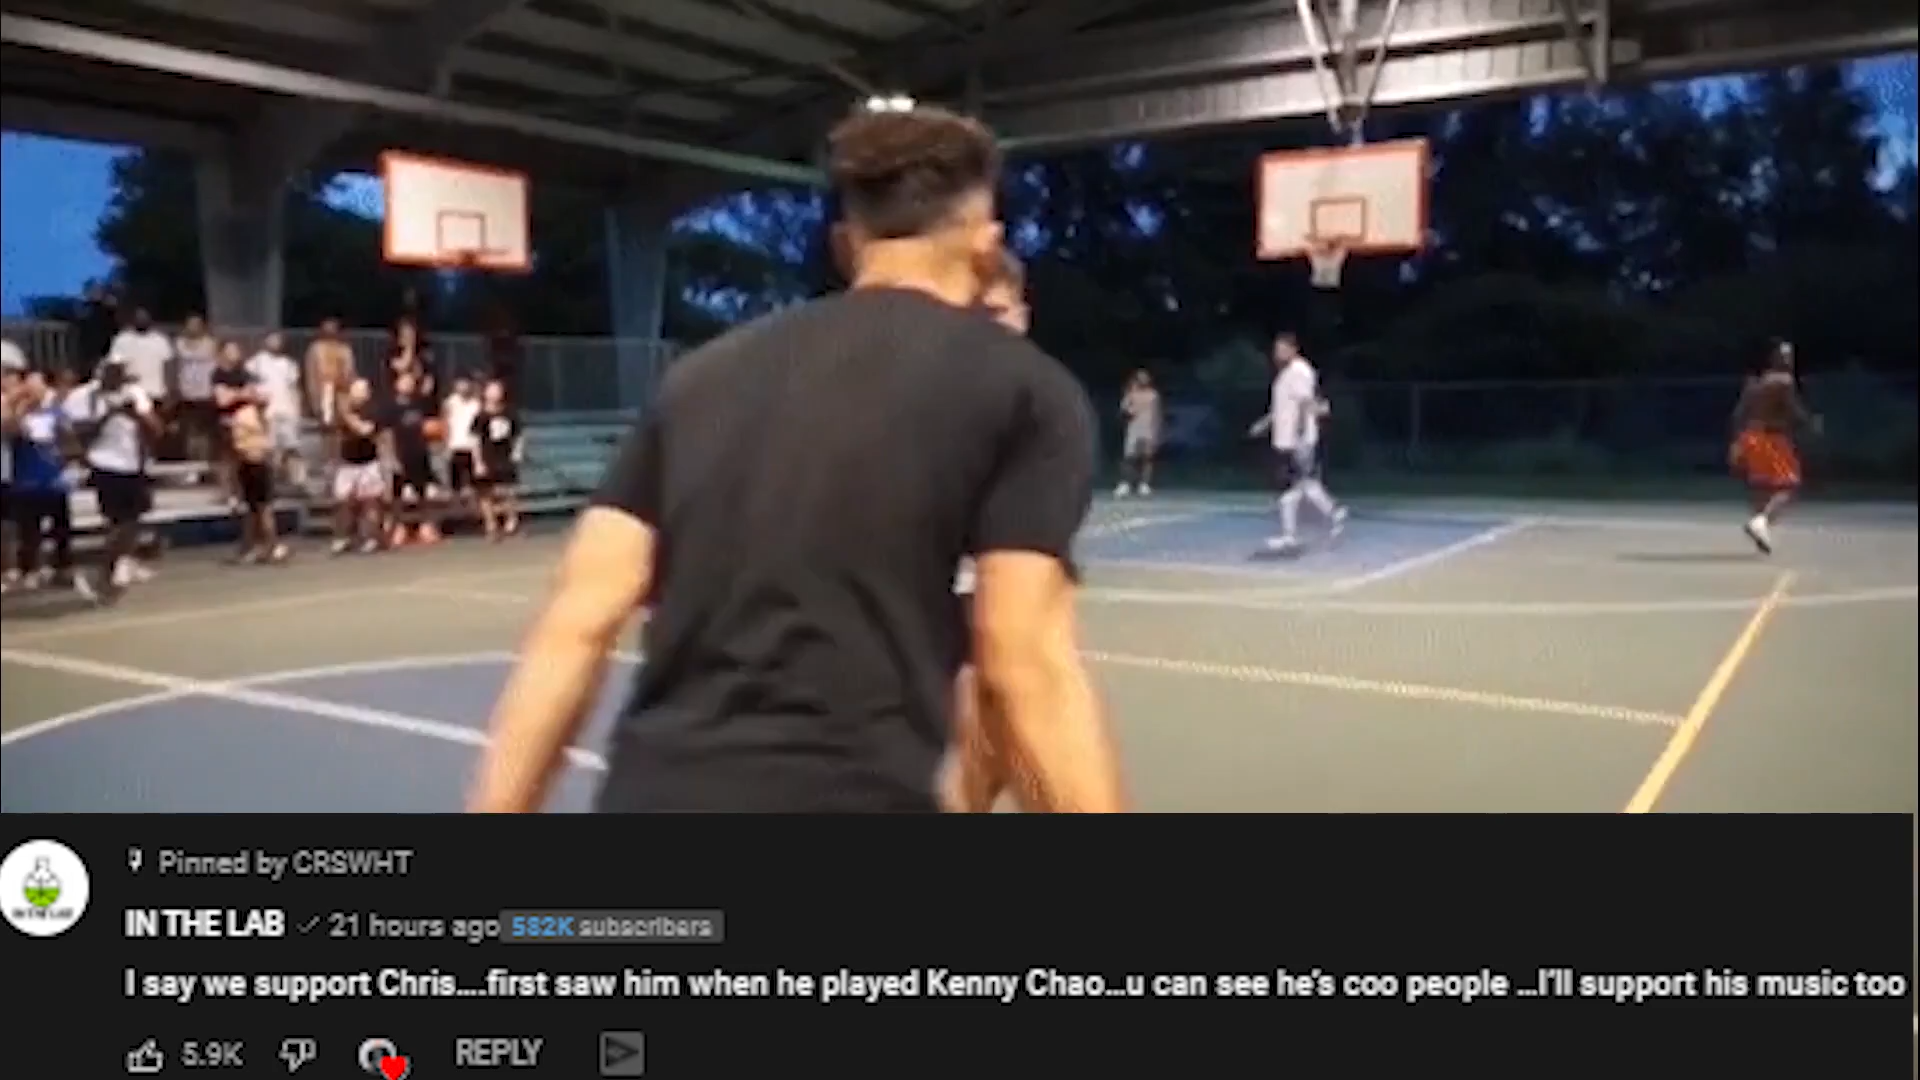 Pinned by CRSWHT
IN THE LAB 21 hours ago 582K subscribers
I say we support Chris....first saw him when he played Kenny Chao...u can see he's coo people ...I'll support his music too
5.9K REPLY